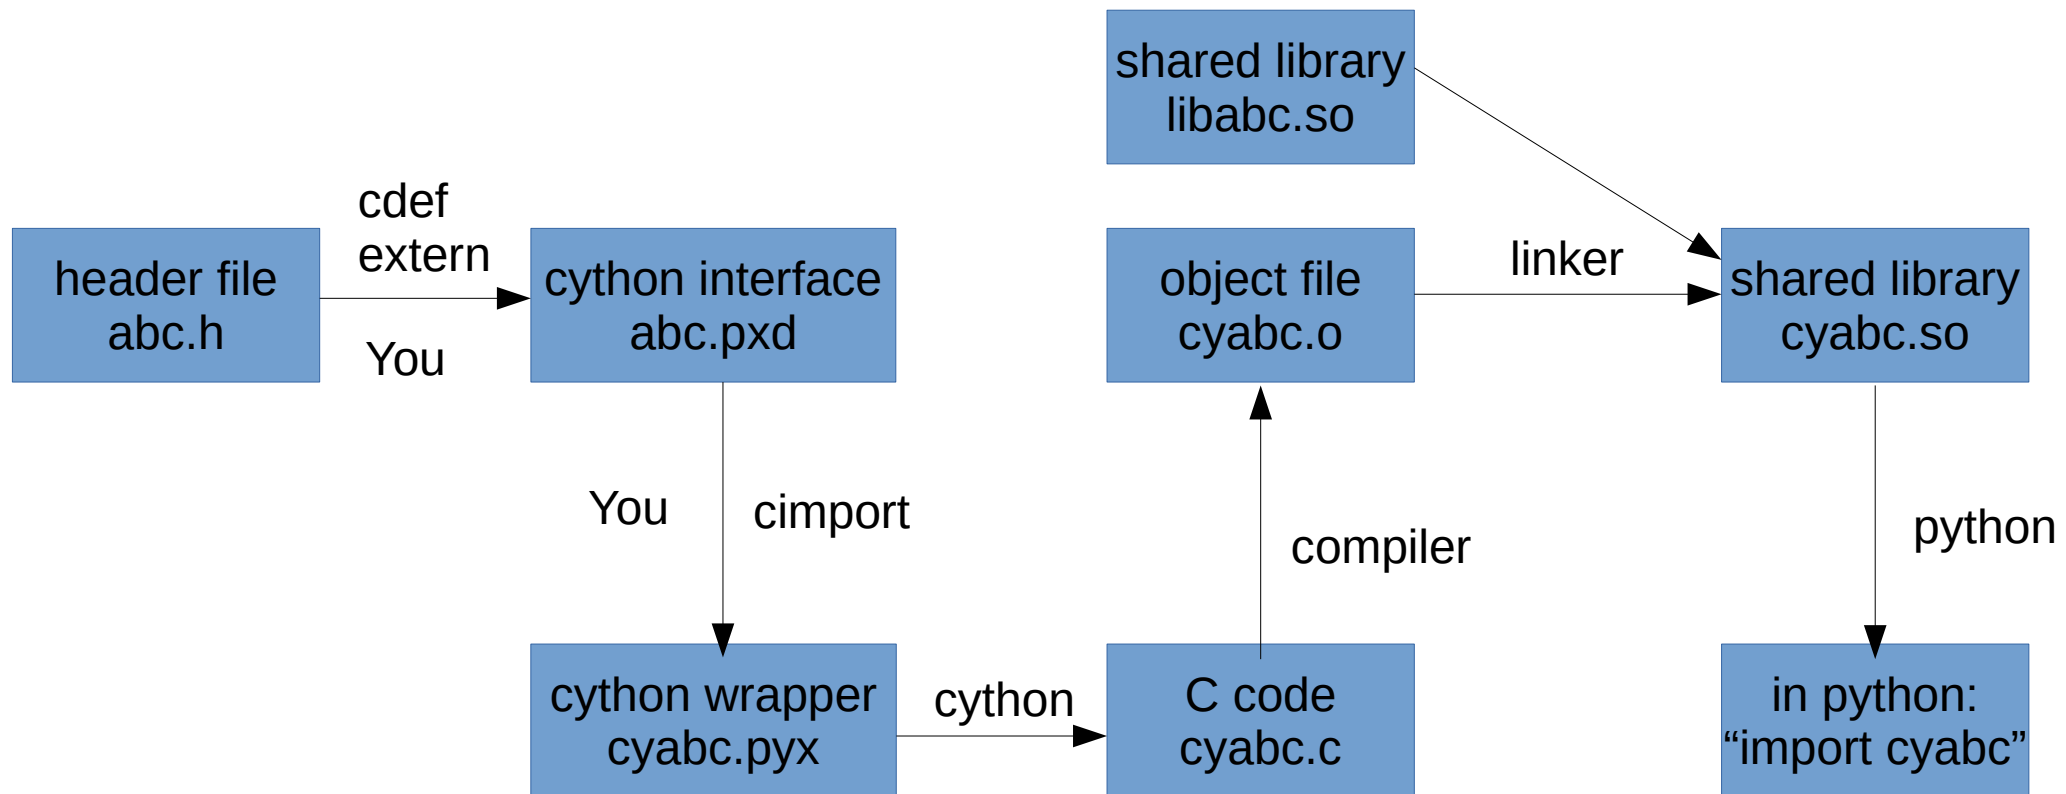 shared library
libabc.so
cdef
extern
header file
abc.h
You
cython interface
abc.pxd
object file
cyabc.o
linker
shared library
cyabc.so
You
cimport
compiler
python
cython wrapper
cyabc.pyx
cython
C code
cyabc.c
in python:
“import cyabc”